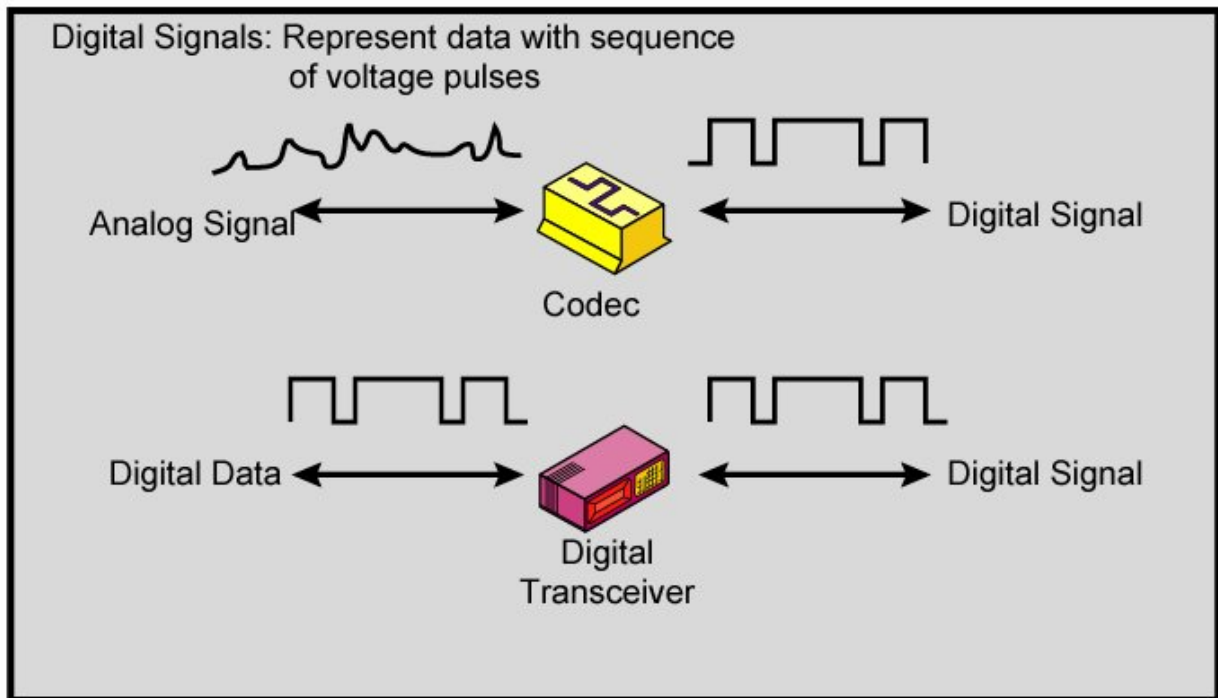 Digital Signals: Represent data with sequence
of voltage pulses
Analog Signal
Digital Signal
Codec
Digital Data
Digital Signal
Digital
Transceiver